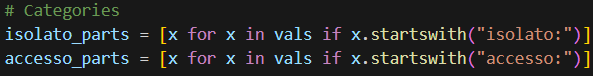 # Categories
isolato_parts = [x for x in vals if x.startswith("isolato:")]
accesso_parts = [x for x in vals if x.startswith("accesso:")]